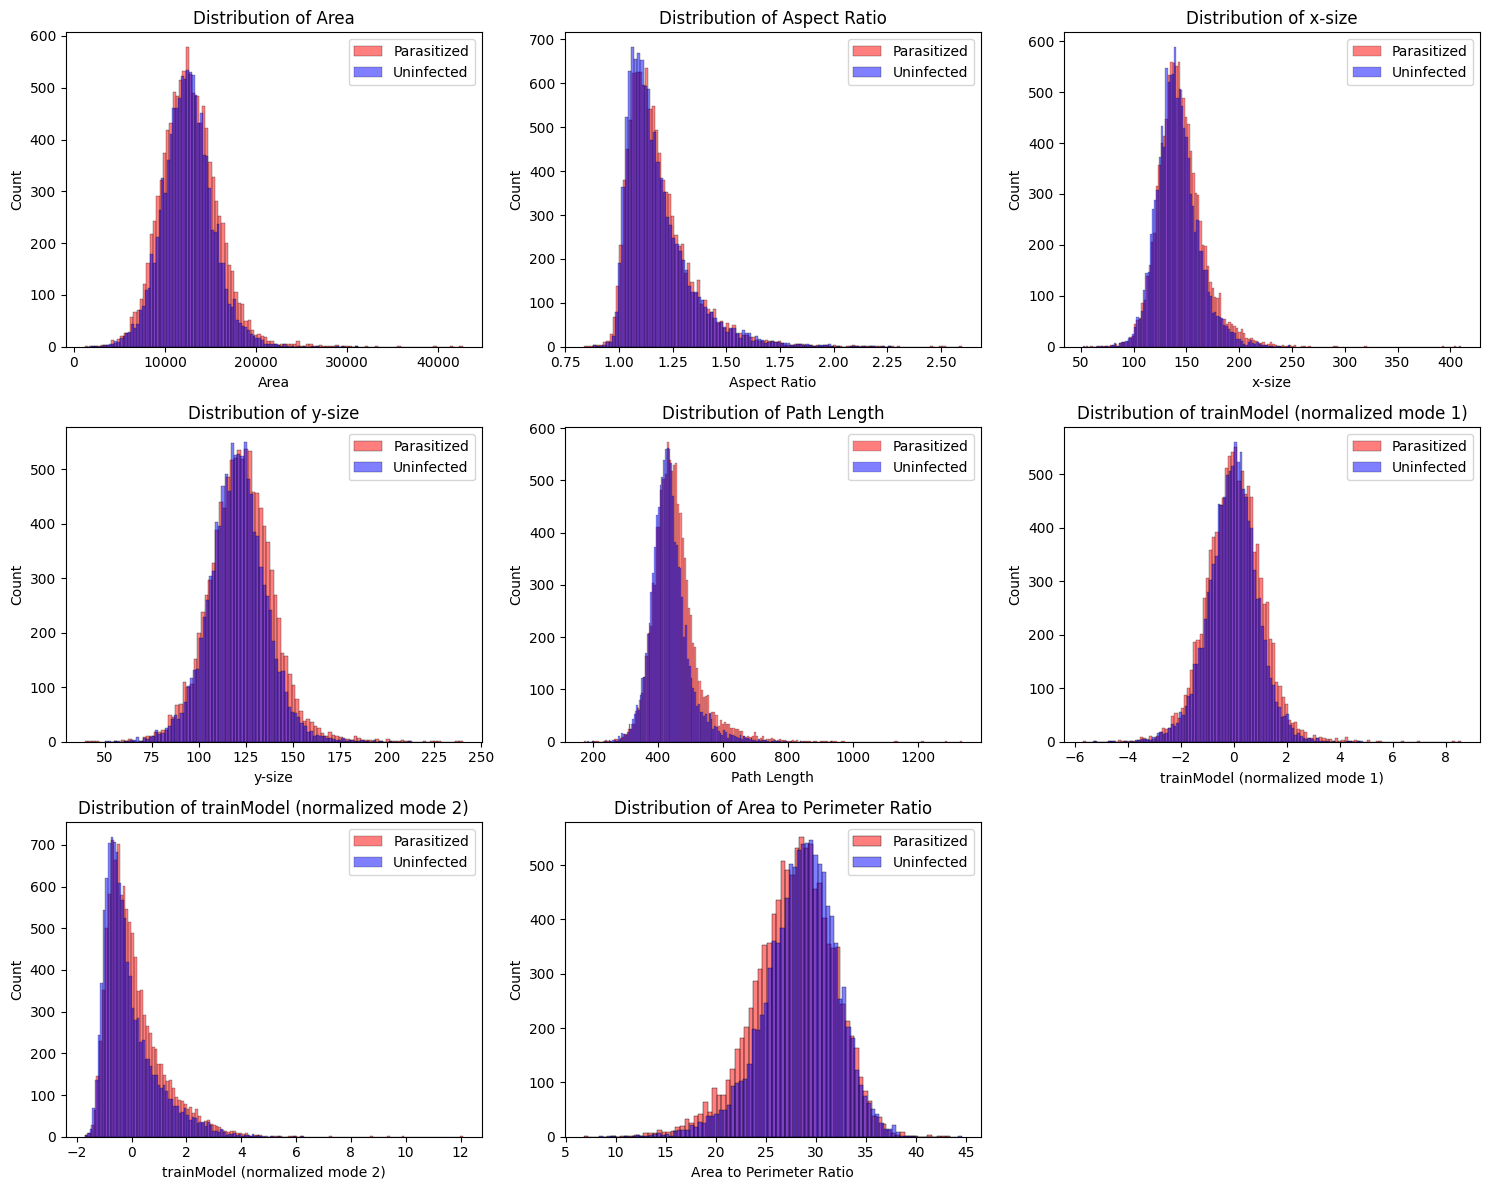 Distribution of Area
600
500
400
300
200
100
0
Count
Parasitized
Uninfected
0 10000 20000 30000 40000
Area
Distribution of Aspect Ratio
700
600
500
400
300
200
100
0
Count
Parasitized
Uninfected
0.75 1.00 1.25 1.50 1.75 2.00 2.25 2.50
Aspect Ratio
Distribution of x-size
600
500
400
300
200
100
0
Count
Parasitized
Uninfected
50 100 150 200 250 300 350 400
x-size
Distribution of y-size
500
400
300
200
100
0
Count
Parasitized
Uninfected
50 75 100 125 150 175 200 225 250
y-size
Distribution of Path Length
600
500
400
300
200
100
0
Count
Parasitized
Uninfected
200 400 600 800 1000 1200
Path Length
Distribution of trainModel (normalized mode 1)
500
400
300
200
100
0
Count
Parasitized
Uninfected
−6 −4 −2 0 2 4 6 8
trainModel (normalized mode 1)
Distribution of trainModel (normalized mode 2)
700
600
500
400
300
200
100
0
Count
Parasitized
Uninfected
−2 0 2 4 6 8 10 12
trainModel (normalized mode 2)
Distribution of Area to Perimeter Ratio
500
400
300
200
100
0
Count
Parasitized
Uninfected
5 10 15 20 25 30 35 40 45
Area to Perimeter Ratio